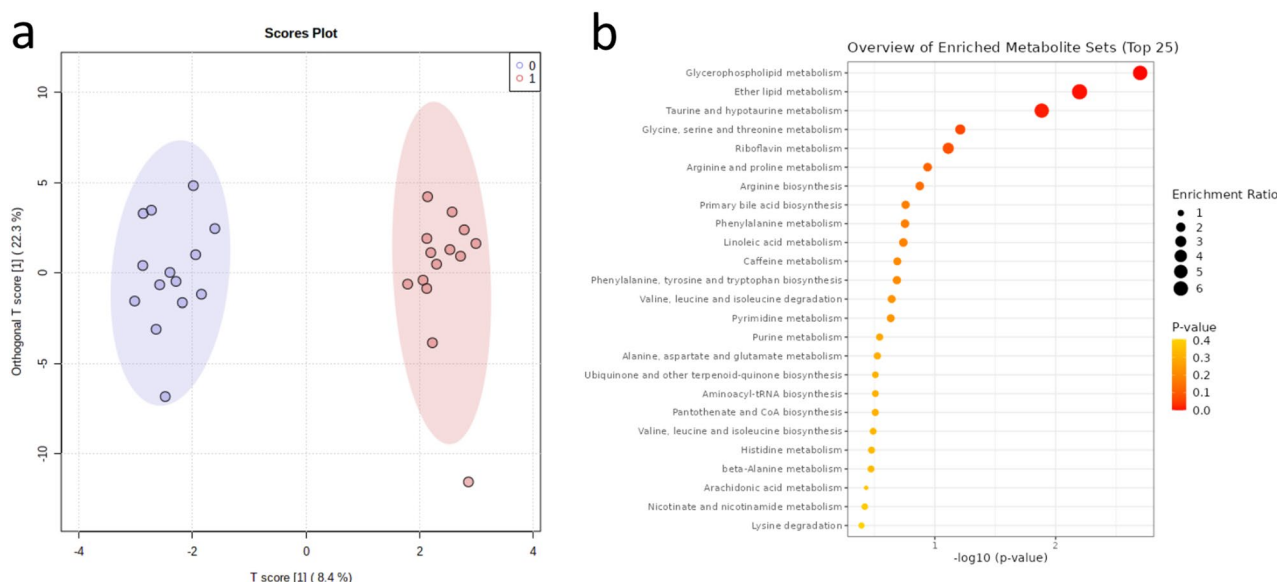 a
Scores Plot
0
1
Orthogonal T score [1] ( 22.3 %)
10
5
0
-5
-10
-4
-2
0
2
4
T score [1] ( 8.4 %)
b
Overview of Enriched Metabolite Sets (Top 25)
Glycerophospholipid metabolism
Ether lipid metabolism
Taurine and hypotaurine metabolism
Glycine, serine and threonine metabolism
Riboflavin metabolism
Arginine and proline metabolism
Arginine biosynthesis
Primary bile acid biosynthesis
Phenylalanine metabolism
Linoleic acid metabolism
Caffeine metabolism
Phenylalanine, tyrosine and tryptophan biosynthesis
Valine, leucine and isoleucine degradation
Pyrimidine metabolism
Purine metabolism
Alanine, aspartate and glutamate metabolism
Ubiquinone and other terpenoid-quinone biosynthesis
Aminoacyl-tRNA biosynthesis
Pantothenate and CoA biosynthesis
Valine, leucine and isoleucine biosynthesis
Histidine metabolism
beta-Alanine metabolism
Arachidonic acid metabolism
Nicotinate and nicotinamide metabolism
Lysine degradation
1
2
-log10 (p-value)
Enrichment Ratio
1
2
3
4
5
6
P-value
0.4
0.3
0.2
0.1
0.0